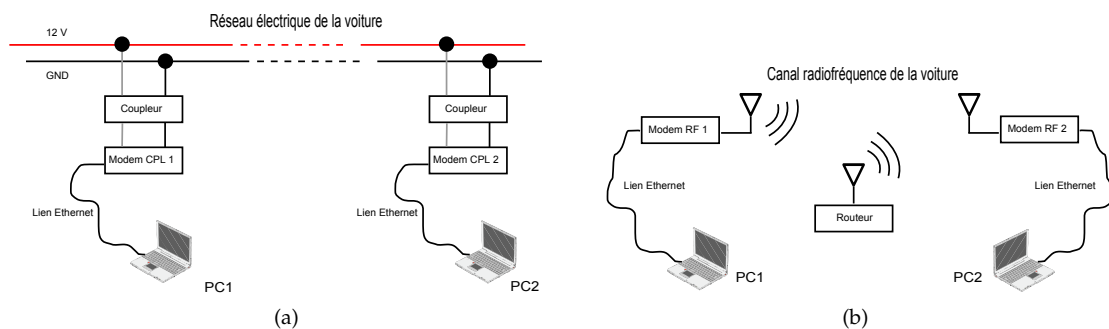 Réseau électrique de la voiture
12 V
GND
Coupleur
Coupleur
Modem CPL 1
Modem CPL 2
Lien Ethernet
Lien Ethernet
PC1
PC2
(a)
Canal radiofréquence de la voiture
Modem RF 1
Modem RF 2
Lien Ethernet
Lien Ethernet
Routeur
PC1
PC2
(b)